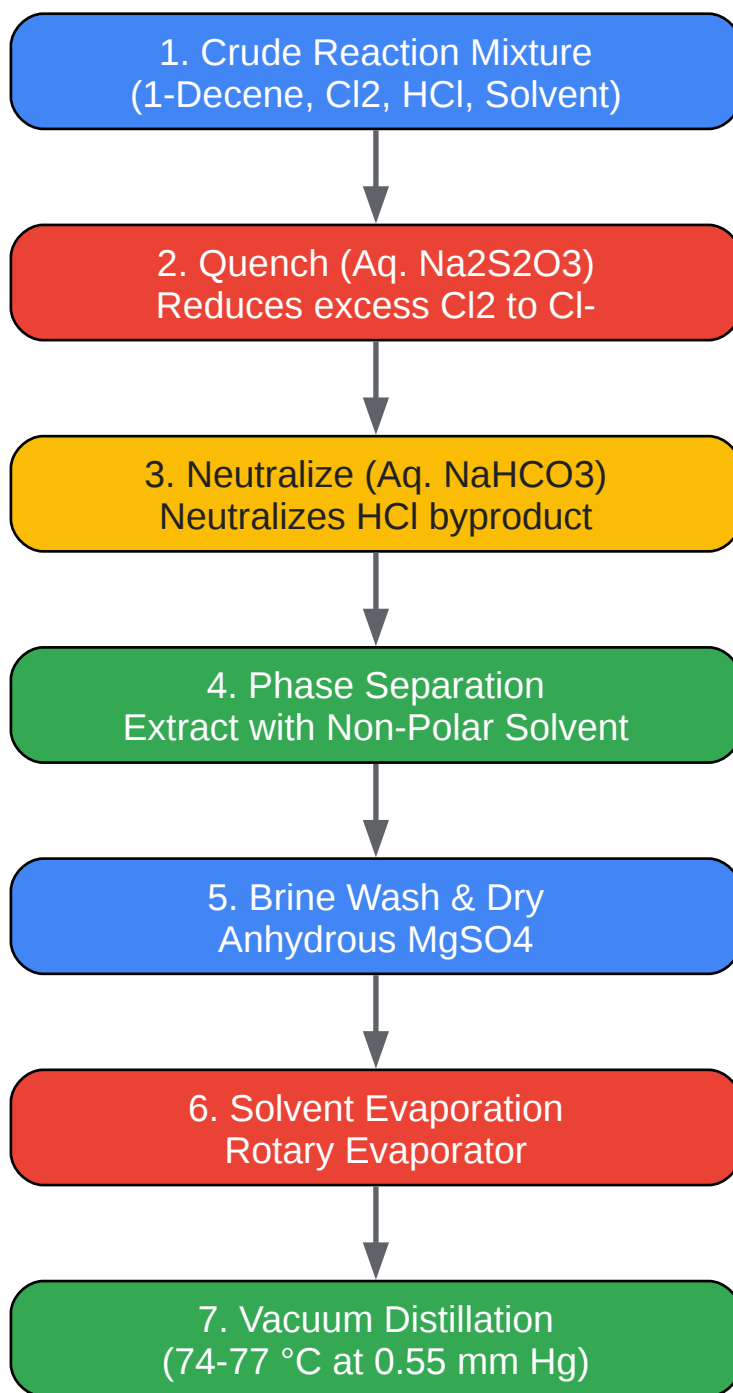 1. Crude Reaction Mixture
(1-Decene, Cl2, HCl, Solvent)
2. Quench (Aq. Na2S2O3)
Reduces excess Cl2 to Cl-
3. Neutralize (Aq. NaHCO3)
Neutralizes HCl byproduct
4. Phase Separation
Extract with Non-Polar Solvent
5. Brine Wash & Dry
Anhydrous MgSO4
6. Solvent Evaporation
Rotary Evaporator
7. Vacuum Distillation
(74-77 °C at 0.55 mm Hg)